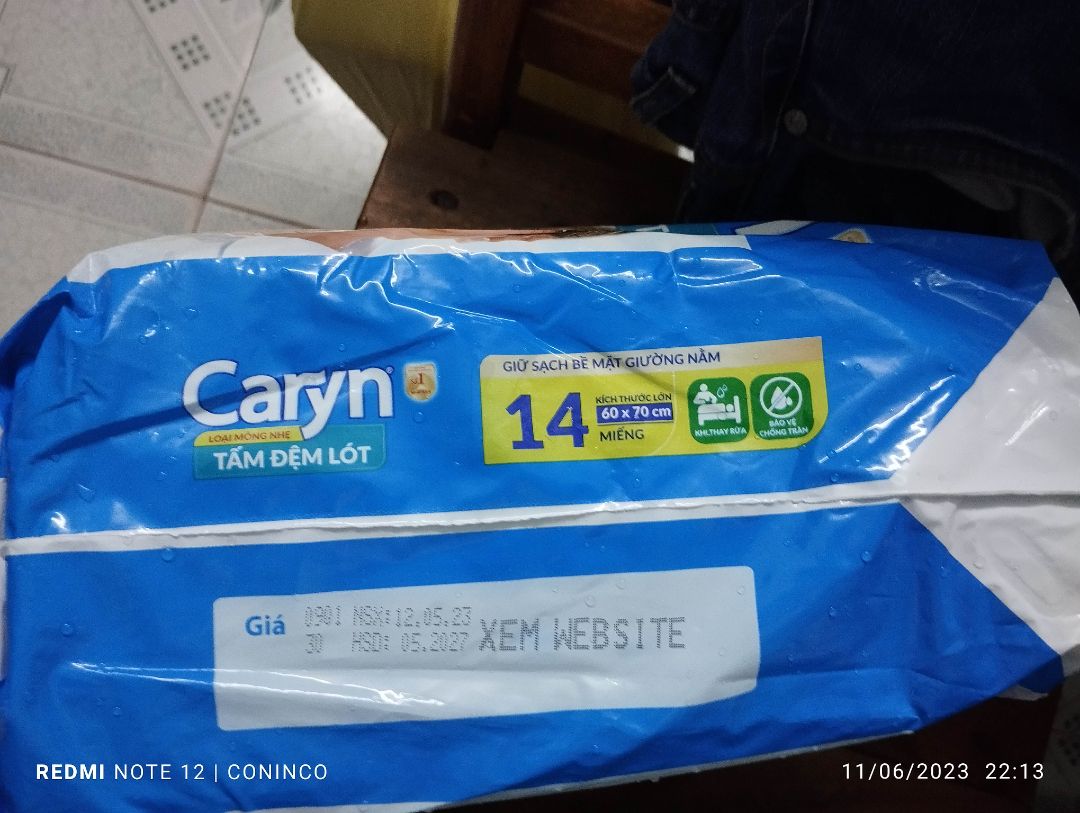 Caryn
LOẠI MỎNG NHẸ
TẤM ĐỆM LÓT
GIỮ SẠCH BỀ MẶT GIƯỜNG NẰM
14
KÍCH THƯỚC LỚN
60 x 70 cm
MIẾNG
KHI THAY RỬA
BẢO VỆ
CHỐNG TRÀN
Giá
0901 NSX: 12.05.23
30 HSD: 05.2027
XEM WEBSITE
REDMI NOTE 12 | CONINCO
11/06/2023 22:13